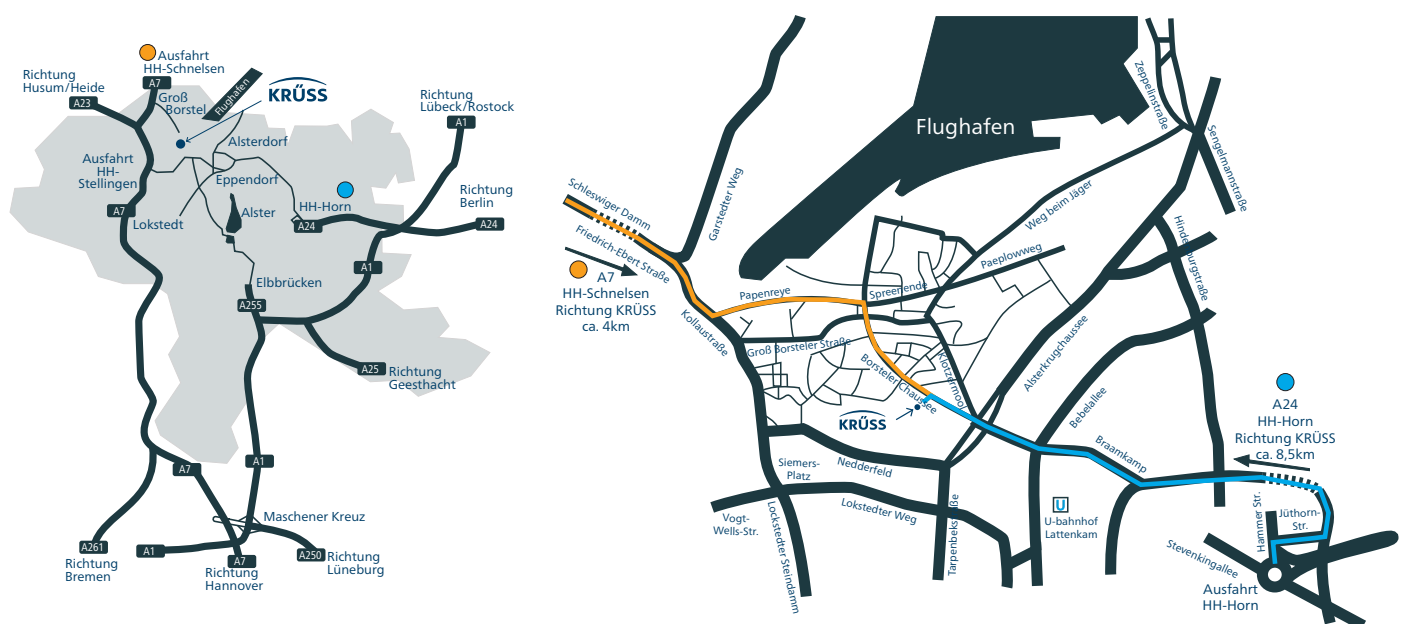 Ausfahrt
HH-Schnelsen
Richtung
Husum/Heide
A7
A23
Groß
Borstel
Flughafen
KRÜSS
Richtung
Lübeck/Rostock
A1
Alsterdorf
Ausfahrt
HH-
Stellingen
Eppendorf
HH-Horn
Richtung
Berlin
A7
Lokstedt
Alster
A24
A24
A1
Elbbrücken
A255
A25
Richtung
Geesthacht
A7
A1
Maschener Kreuz
A261
Richtung
Bremen
A1
A7
Richtung
Hannover
A250
Richtung
Lüneburg
Flughafen
Zeppelinstraße
Sengelmannstraße
Schleswiger Damm
Friedrich-Ebert Straße
Garstedter Weg
Weg beim Jäger
Paeplowweg
Hindenburgstraße
A7
HH-Schnelsen
Richtung KRÜSS
ca. 4km
Papenreye
Spreenende
Kollaustraße
Groß Borsteler Straße
Borsteler Chaussee
Klotzenmoor
Alsterkrugchaussee
Bebelallee
KRÜSS
A24
HH-Horn
Richtung KRÜSS
ca. 8,5km
Braamkamp
Siemers-
Platz
Nedderfeld
Lokstedter Weg
Vogt-
Wells-Str.
Lockstedter Steindamm
Tarpenbekstraße
U
U-bahnhof
Lattenkam
Hammer Str.
Jüthorn-
Str.
Stevenkingallee
Ausfahrt
HH-Horn